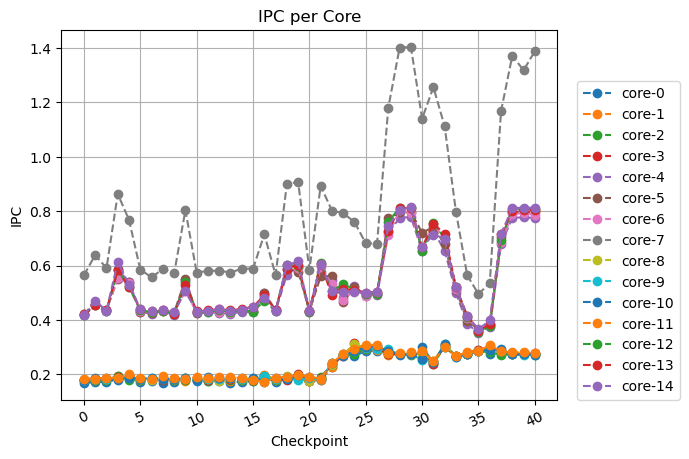 IPC per Core
IPC
1.4
1.2
1.0
0.8
0.6
0.4
0.2
0
5
10
15
20
25
30
35
40
Checkpoint
core-0
core-1
core-2
core-3
core-4
core-5
core-6
core-7
core-8
core-9
core-10
core-11
core-12
core-13
core-14